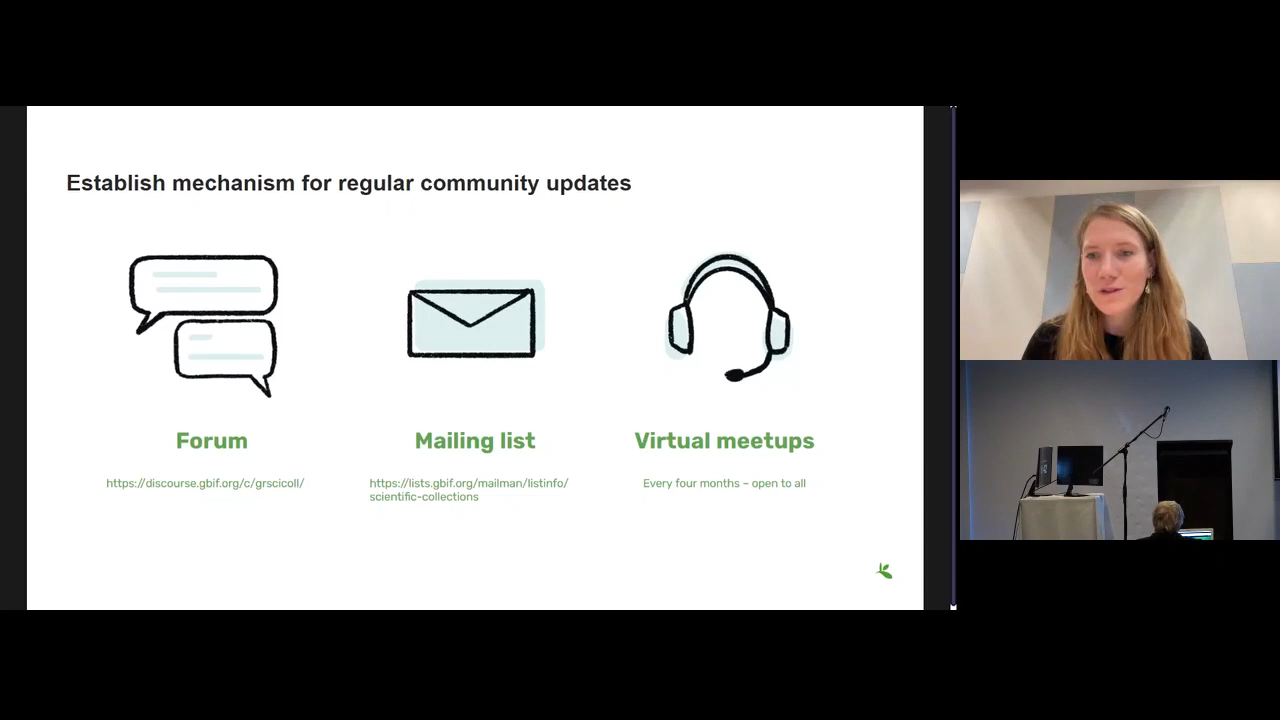 Establish mechanism for regular community updates
Forum
Mailing list
Virtual meetups
https://discourse.gbif.org/c/grscicoll/
https://lists.gbif.org/mailman/listinfo/
scientific-collections
Every four months – open to all